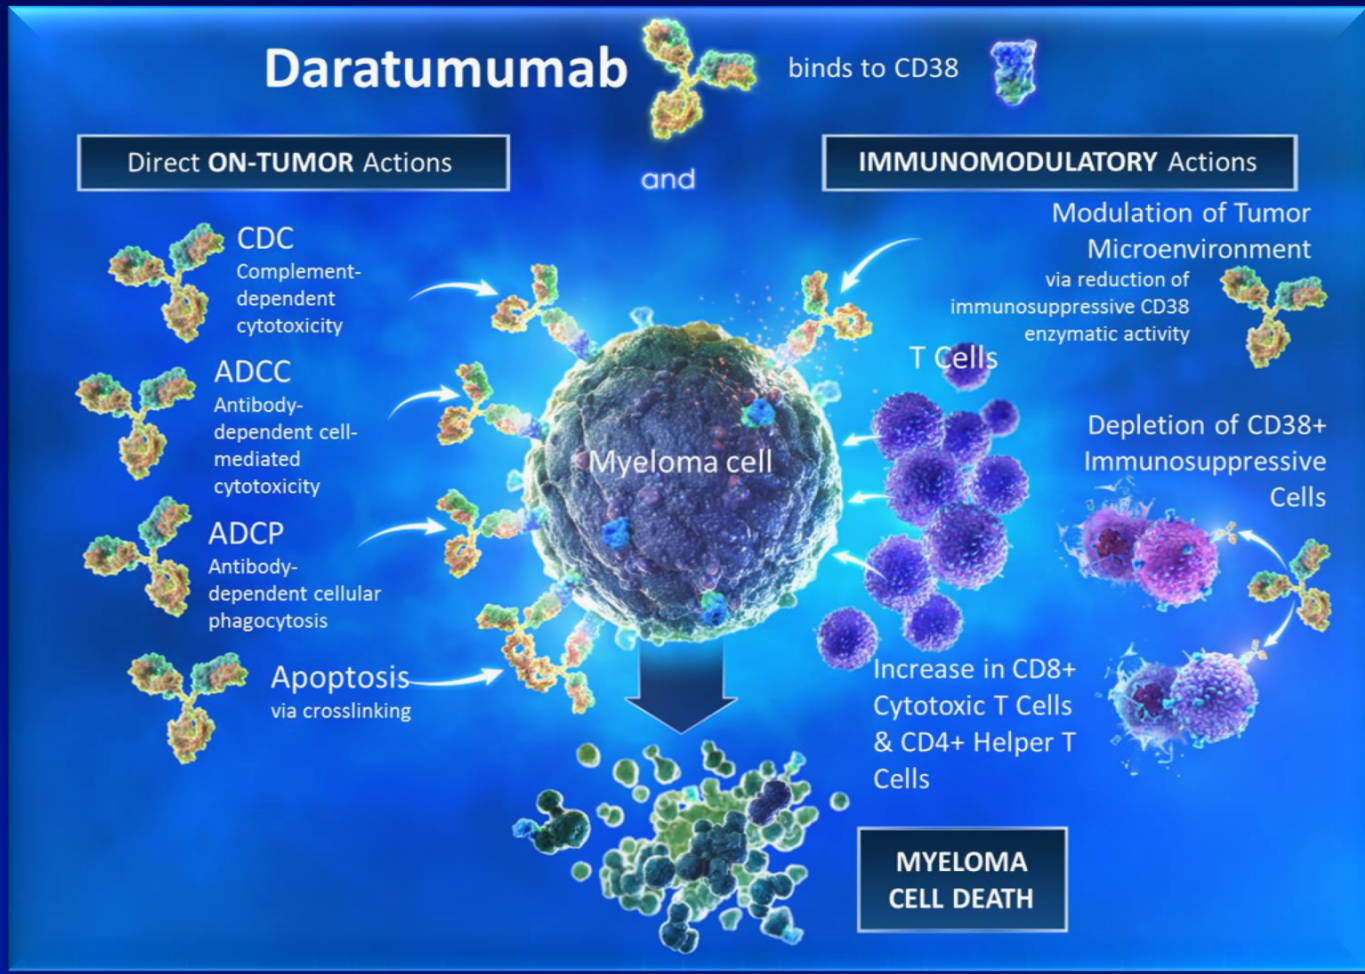 Daratumumab
binds to CD38
and
Direct ON-TUMOR Actions
CDC
Complement-
dependent
cytotoxicity
ADCC
Antibody-
dependent cell-
mediated
cytotoxicity
ADCP
Antibody-
dependent cellular
phagocytosis
Apoptosis
via crosslinking
Myeloma cell
IMMUNOMODULATORY Actions
Modulation of Tumor
Microenvironment
via reduction of
immunosuppressive CD38
enzymatic activity
T Cells
Depletion of CD38+
Immunosuppressive
Cells
Increase in CD8+
Cytotoxic T Cells
& CD4+ Helper T
Cells
MYELOMA
CELL DEATH